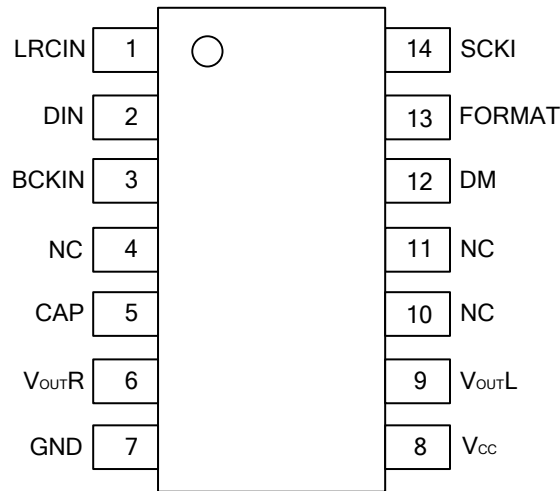 LRCIN 1 14 SCKI
DIN 2 13 FORMAT
BCKIN 3 12 DM
NC 4 11 NC
CAP 5 10 NC
VOUTR 6 9 VOUTL
GND 7 8 VCC